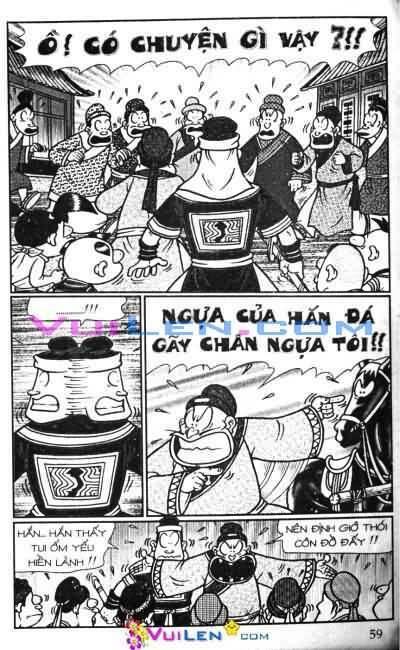 Ồ! CÓ CHUYỆN GÌ VẬY ?!!
...........!!!
VUILEN.COM
NGỰA CỦA HẮN ĐÁ
GÃY CHÂN NGỰA TÔI!!
HẮN... HẮN THẤY
TUI ỐM YẾU
HIỀN LÀNH!!
NÊN ĐỊNH GIỞ THÓI
CÔN ĐỒ ĐẤY!!
59
VUILEN.COM